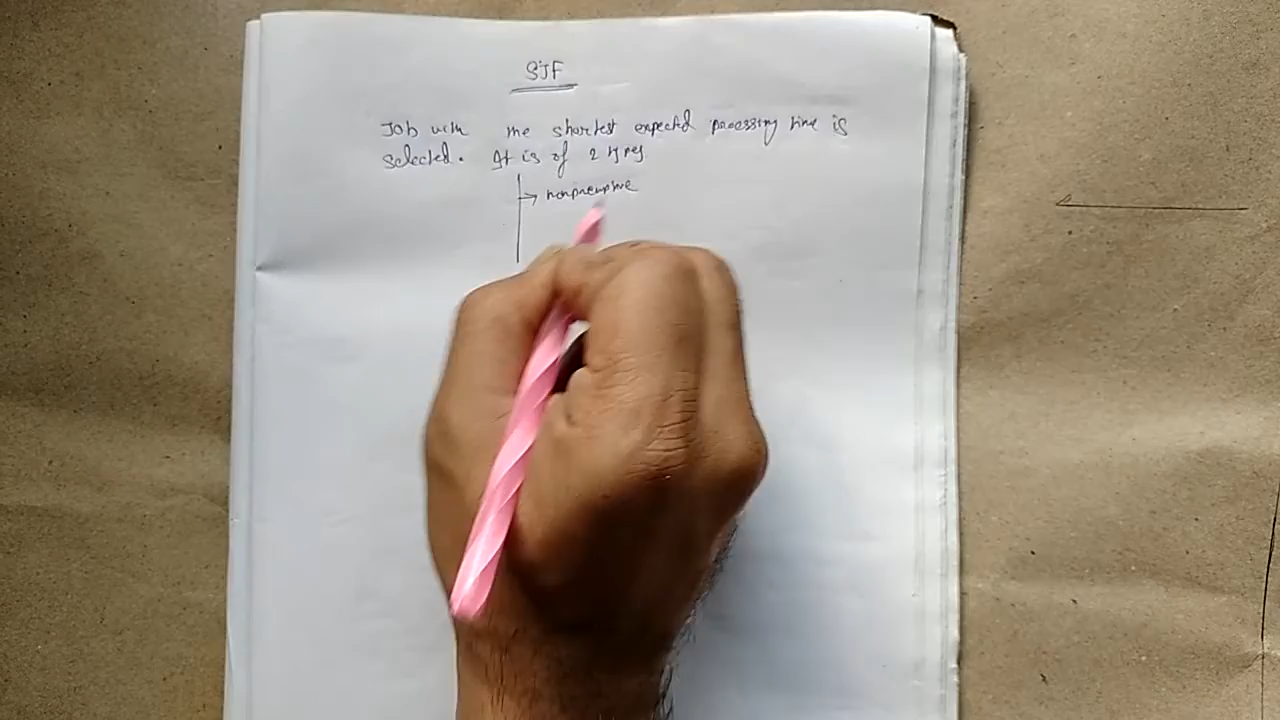 SJF
Job with the shortest expected processing time is
selected. It is of 2 types
→ nonpreemptive